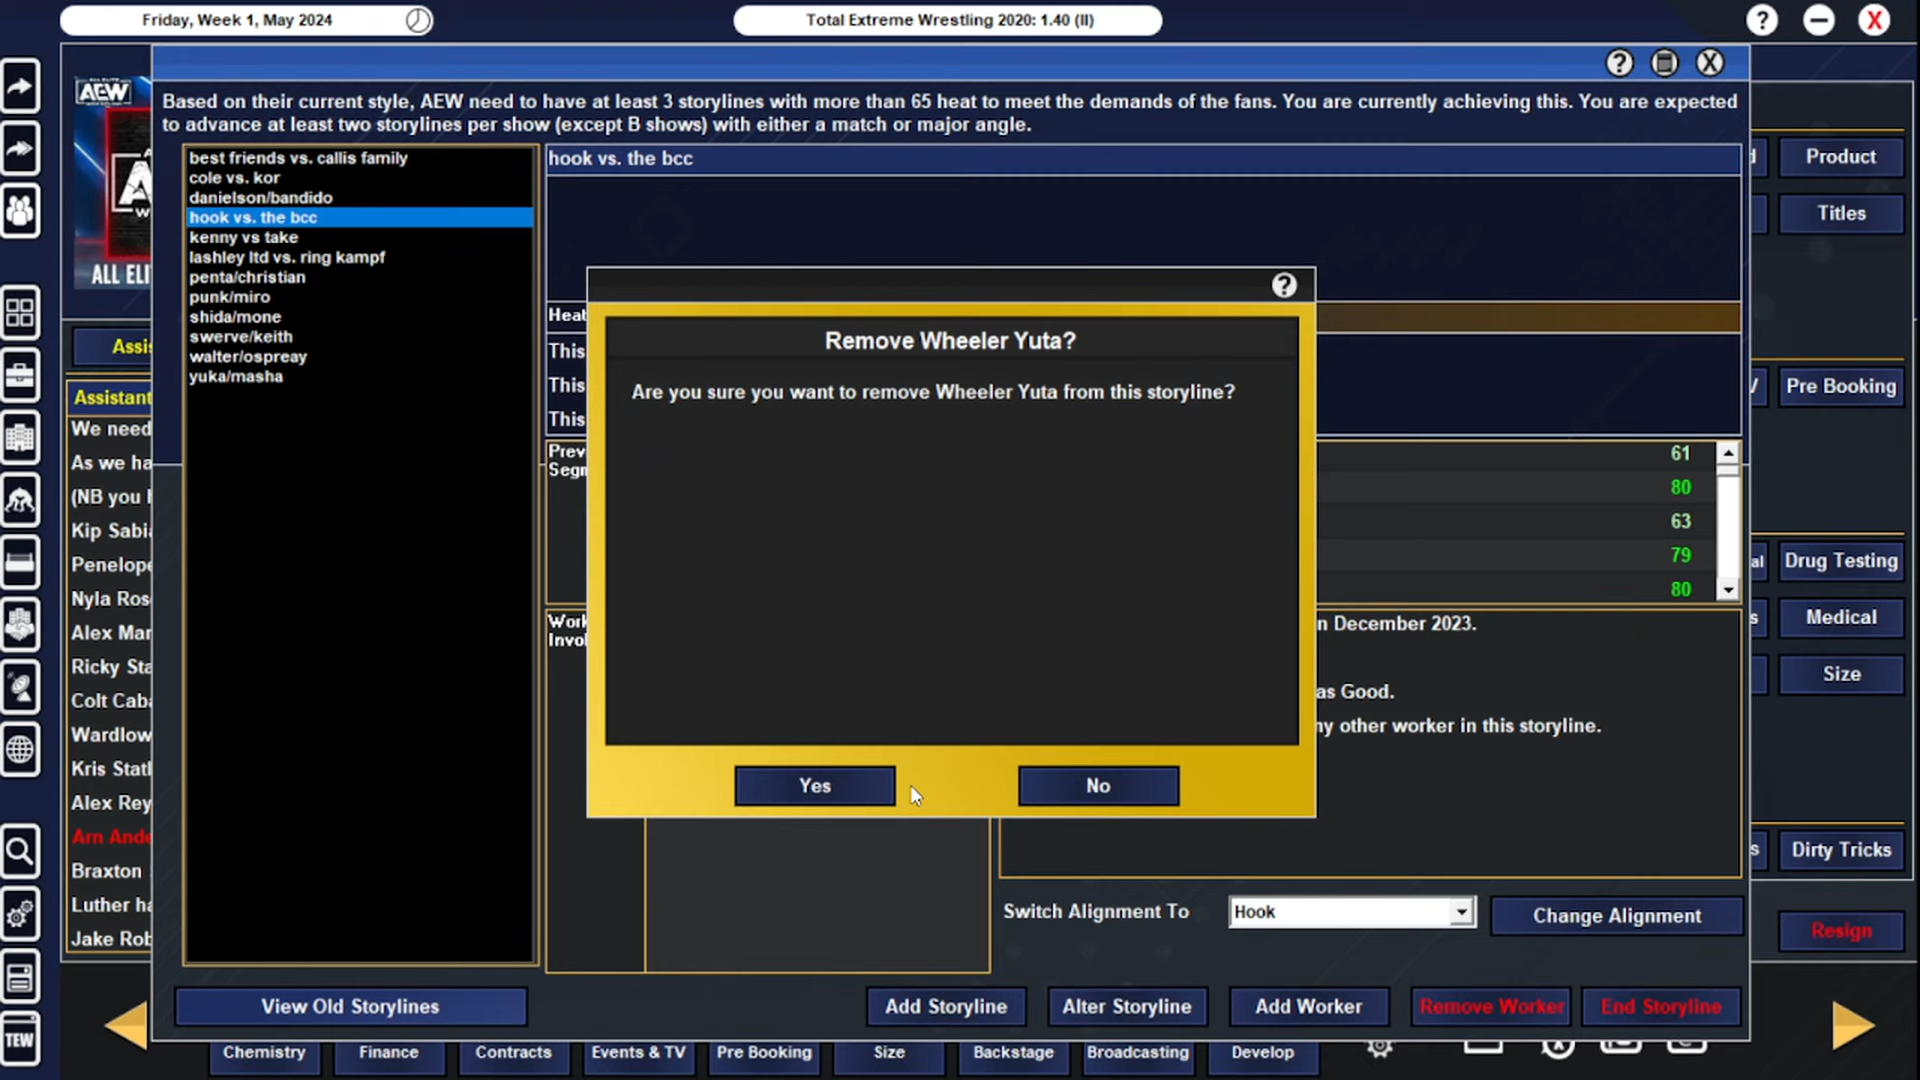 Friday, Week 1, May 2024
Total Extreme Wrestling 2020: 1.40 (II)
? X
? X
AEW
Based on their current style, AEW need to have at least 3 storylines with more than 65 heat to meet the demands of the fans. You are currently achieving this. You are expected
to advance at least two storylines per show (except B shows) with either a match or major angle.
best friends vs. callis family
cole vs. kor
danielson/bandido
hook vs. the bcc
kenny vs take
lashley ltd vs. ring kampf
penta/christian
punk/miro
shida/mone
swerve/keith
walter/ospreay
yuka/masha
hook vs. the bcc
?
Remove Wheeler Yuta?
Are you sure you want to remove Wheeler Yuta from this storyline?
Yes
No
Heat
This
This
This
Prev
Segn
61
80
63
79
80
Work
Invol
n December 2023.
as Good.
ny other worker in this storyline.
Switch Alignment To
Hook
Change Alignment
View Old Storylines
Add Storyline
Alter Storyline
Add Worker
Remove Worker
End Storyline
ALL ELI
Assis
Assistant
We need
As we ha
(NB you
Kip Sabi
Penelope
Nyla Ros
Alex Mar
Ricky Sta
Colt Caba
Wardlow
Kris Statl
Alex Rey
Arn Ande
Braxton
Luther ha
Jake Rob
Product
Titles
Pre Booking
Drug Testing
Medical
Size
Dirty Tricks
Resign
TEW
Chemistry
Finance
Contracts
Events & TV
Pre Booking
Size
Backstage
Broadcasting
Develop